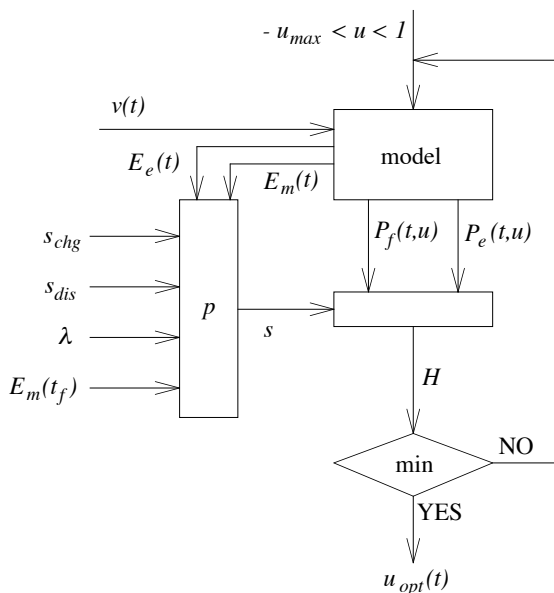 - u_max < u < 1
v(t)
model
E_e(t)
E_m(t)
P_f(t,u)
P_e(t,u)
s_chg
s_dis
p
s
λ
E_m(t_f)
H
min
NO
YES
u_opt(t)